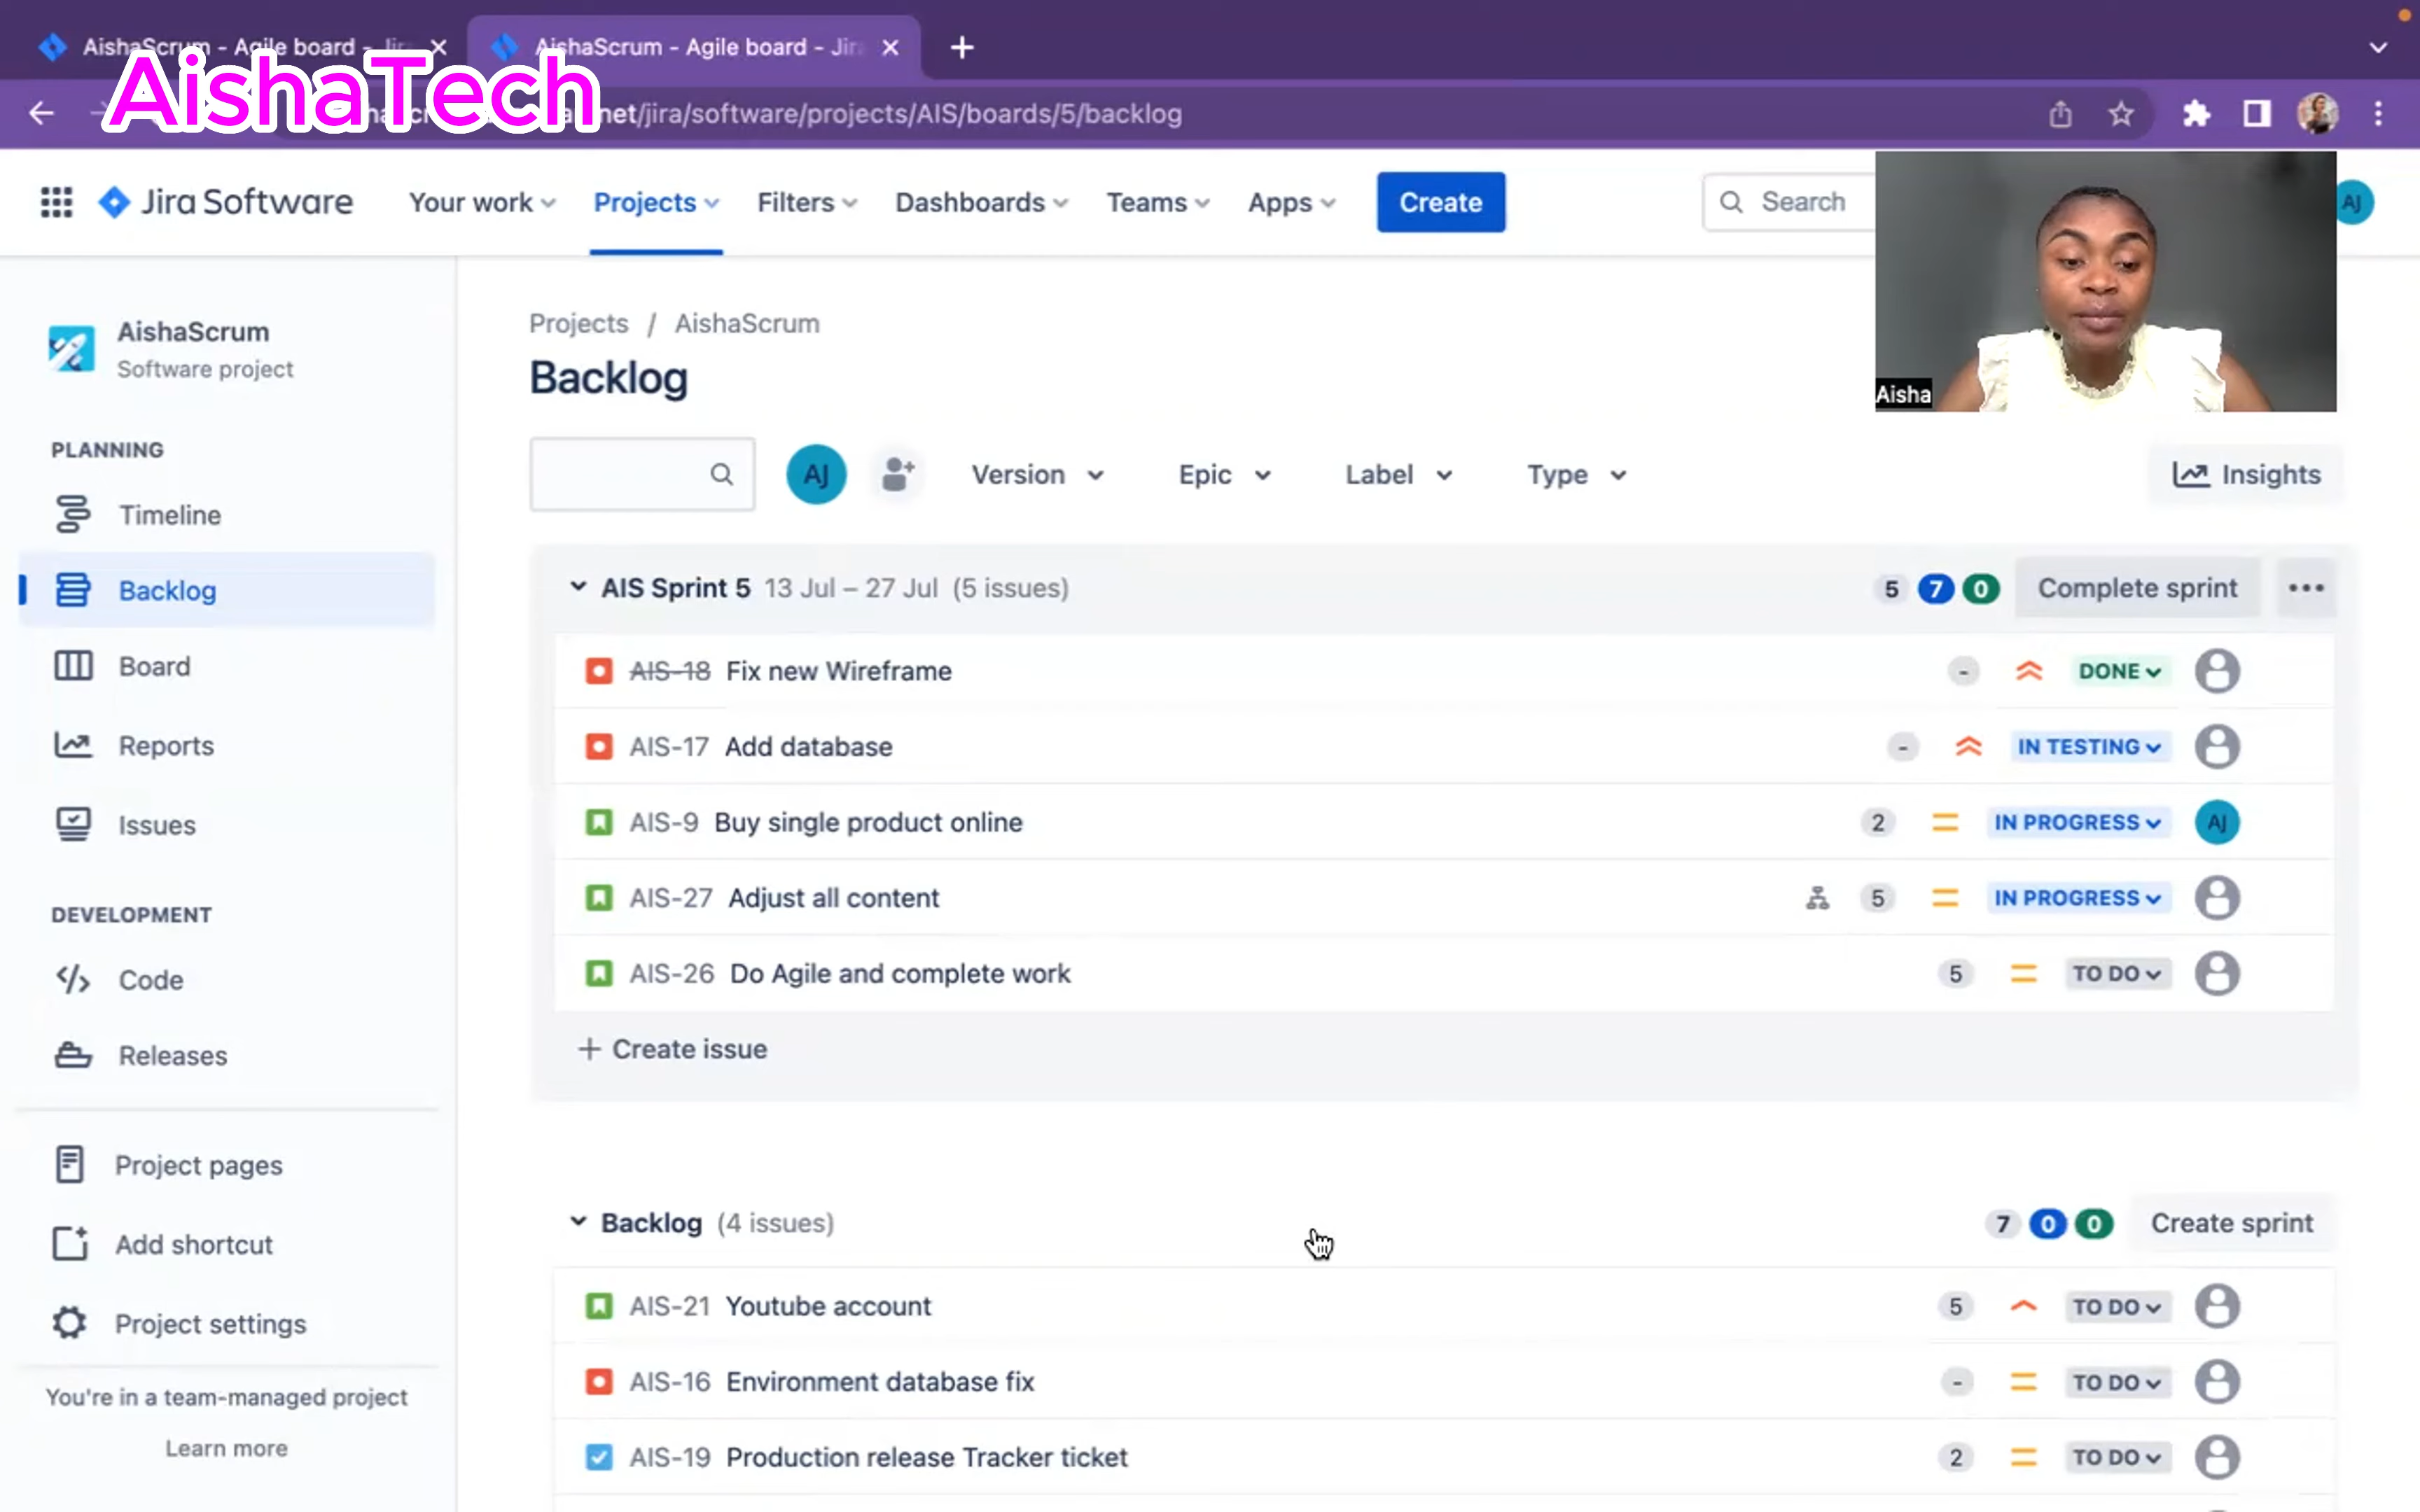 AishaScrum - Agile board - Jira
AishaScrum - Agile board - Jira
AishaTech
net/jira/software/projects/AIS/boards/5/backlog
Jira Software
Your work
Projects
Filters
Dashboards
Teams
Apps
Create
Search
AJ
Aisha
AishaScrum
Software project
PLANNING
Timeline
Backlog
Board
Reports
Issues
DEVELOPMENT
Code
Releases
Project pages
Add shortcut
Project settings
You're in a team-managed project
Learn more
Projects / AishaScrum
Backlog
AJ
Version
Epic
Label
Type
Insights
AIS Sprint 5 13 Jul – 27 Jul (5 issues) 5 7 0 Complete sprint
AIS-18 Fix new Wireframe - DONE
AIS-17 Add database - IN TESTING
AIS-9 Buy single product online 2 IN PROGRESS AJ
AIS-27 Adjust all content 5 IN PROGRESS
AIS-26 Do Agile and complete work 5 TO DO
+ Create issue
Backlog (4 issues) 7 0 0 Create sprint
AIS-21 Youtube account 5 TO DO
AIS-16 Environment database fix - TO DO
AIS-19 Production release Tracker ticket 2 TO DO